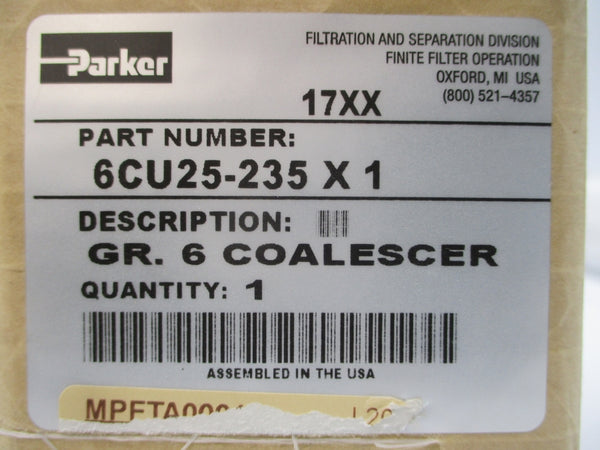 Parker
FILTRATION AND SEPARATION DIVISION
FINITE FILTER OPERATION
OXFORD, MI USA
(800) 521-4357
17XX
PART NUMBER:
6CU25-235 X 1
DESCRIPTION:
GR. 6 COALESCER
QUANTITY: 1
ASSEMBLED IN THE USA